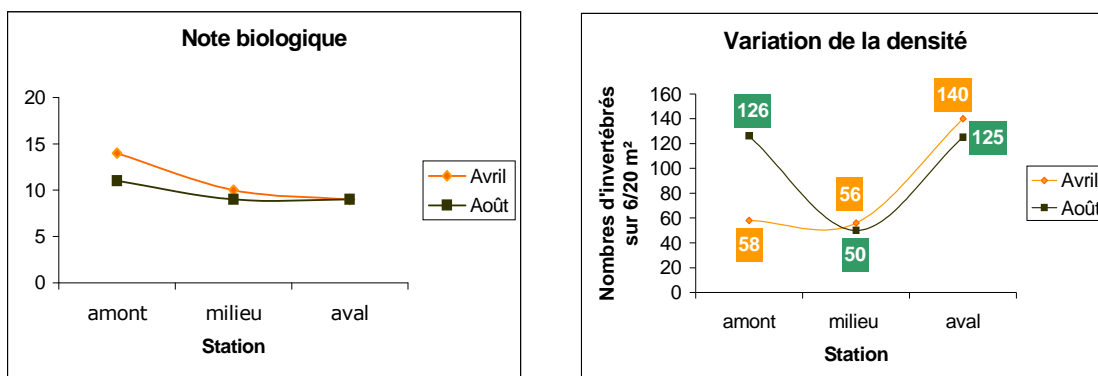 Note biologique
20
15
10
5
0
amont milieu aval
Station
Avril
Août
Variation de la densité
Nombres d'invertébrés
sur 6/20 m²
160
140
120
100
80
60
40
20
0
126
58
56
50
140
125
amont milieu aval
Station
Avril
Août